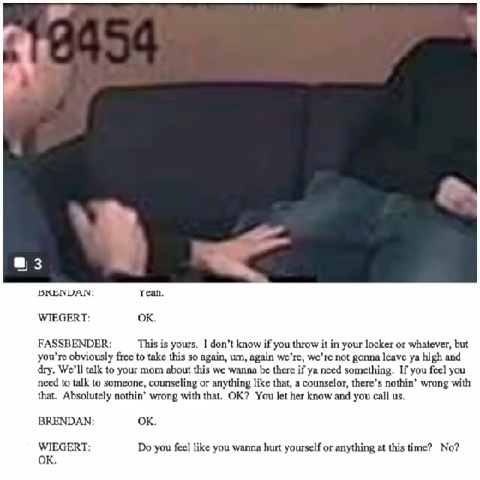 10454
3
BRENDAN: Yeah.
WIEGERT: OK.
FASSBENDER: This is yours. I don't know if you throw it in your locker or whatever, but
you're obviously free to take this so again, um, again we're, we're not gonna leave ya high and
dry. We'll talk to your mom about this we wanna be there if ya need something. If you feel you
need to talk to someone, counseling or anything like that, a counselor, there's nothin' wrong with
that. Absolutely nothin' wrong with that. OK? You let her know and you call us.
BRENDAN: OK.
WIEGERT: Do you feel like you wanna hurt yourself or anything at this time? No?
OK.